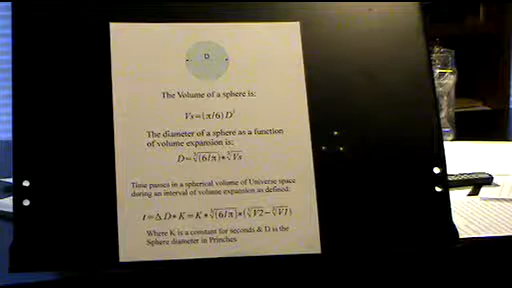 D
The Volume of a sphere is:
Vs=(π/6)D³
The diameter of a sphere as a function
of volume expansion is:
D=∛(6/π)*∛Vs
Time passes in a spherical volume of Universe space
during an interval of volume expansion as defined:
t=ΔD*K=K*∛(6/π)*(∛V2−∛V1)
Where K is a constant for seconds & D is the
Sphere diameter in Prinches